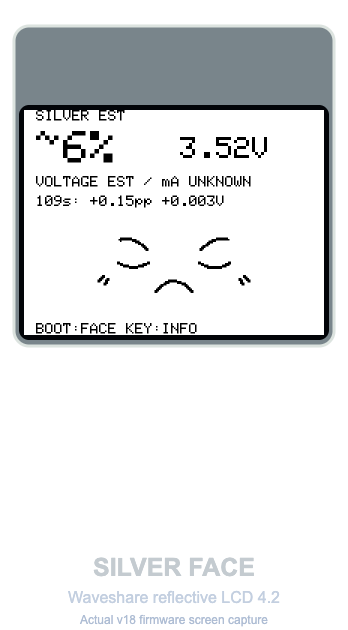 SILVER EST
~6% 3.52V
VOLTAGE EST / mA UNKNOWN
109s: +0.15pp +0.003V
BOOT:FACE KEY:INFO
SILVER FACE
Waveshare reflective LCD 4.2
Actual v18 firmware screen capture